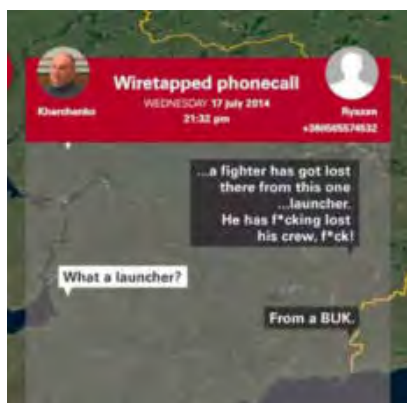 Wiretapped phonecall
WEDNESDAY 17 July 2014
21:32 pm
Kharchenko
Ryazan
+380505574532
...a fighter has got lost
there from this one
...launcher.
He has f*cking lost
his crew, f*ck!
What a launcher?
From a BUK.